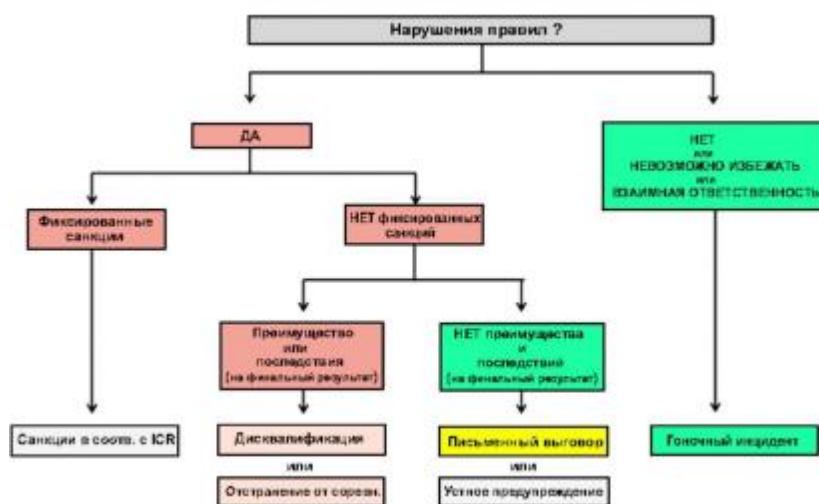 Нарушения правил ?
ДА
НЕТ
или
НЕВОЗМОЖНО ИЗБЕЖАТЬ
или
ВЗАИМНАЯ ОТВЕТСТВЕННОСТЬ
Фиксированные
санкции
НЕТ фиксированных
санкций
Преимущество
или
последствия
(на финальный результат)
НЕТ преимущества
и
последствий
(на финальный результат)
Санкции в соотв. с ICR
Дисквалификация
или
Отстранение от соревн.
Письменный выговор
или
Устное предупреждение
Гоночный инцидент